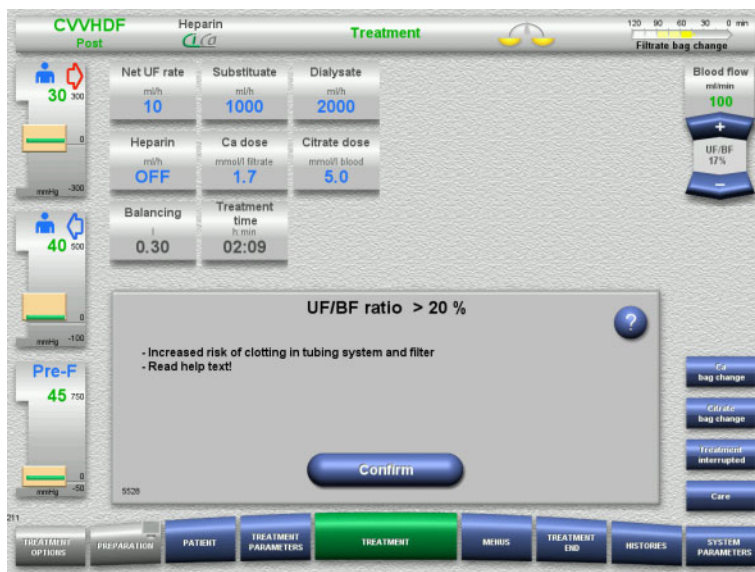 CVVHDF
Post
Heparin
Ci Ca
Treatment
120 90 60 30 0 min
Filtrate bag change
30
300
0
mmHg -300
40
500
0
mmHg -100
Pre-F
45
750
0
mmHg -50
Net UF rate
ml/h
10
Substituate
ml/h
1000
Dialysate
ml/h
2000
Heparin
ml/h
OFF
Ca dose
mmol/l filtrate
1.7
Citrate dose
mmol/l blood
5.0
Balancing
l
0.30
Treatment
time
h:min
02:09
Blood flow
ml/min
100
+
UF/BF
17%
–
UF/BF ratio > 20 %
?
- Increased risk of clotting in tubing system and filter
- Read help text!
Confirm
5528
Ca
bag change
Citrate
bag change
Treatment
interrupted
Care
211
TREATMENT
OPTIONS
PREPARATION
PATIENT
TREATMENT
PARAMETERS
TREATMENT
MENUS
TREATMENT
END
HISTORIES
SYSTEM
PARAMETERS